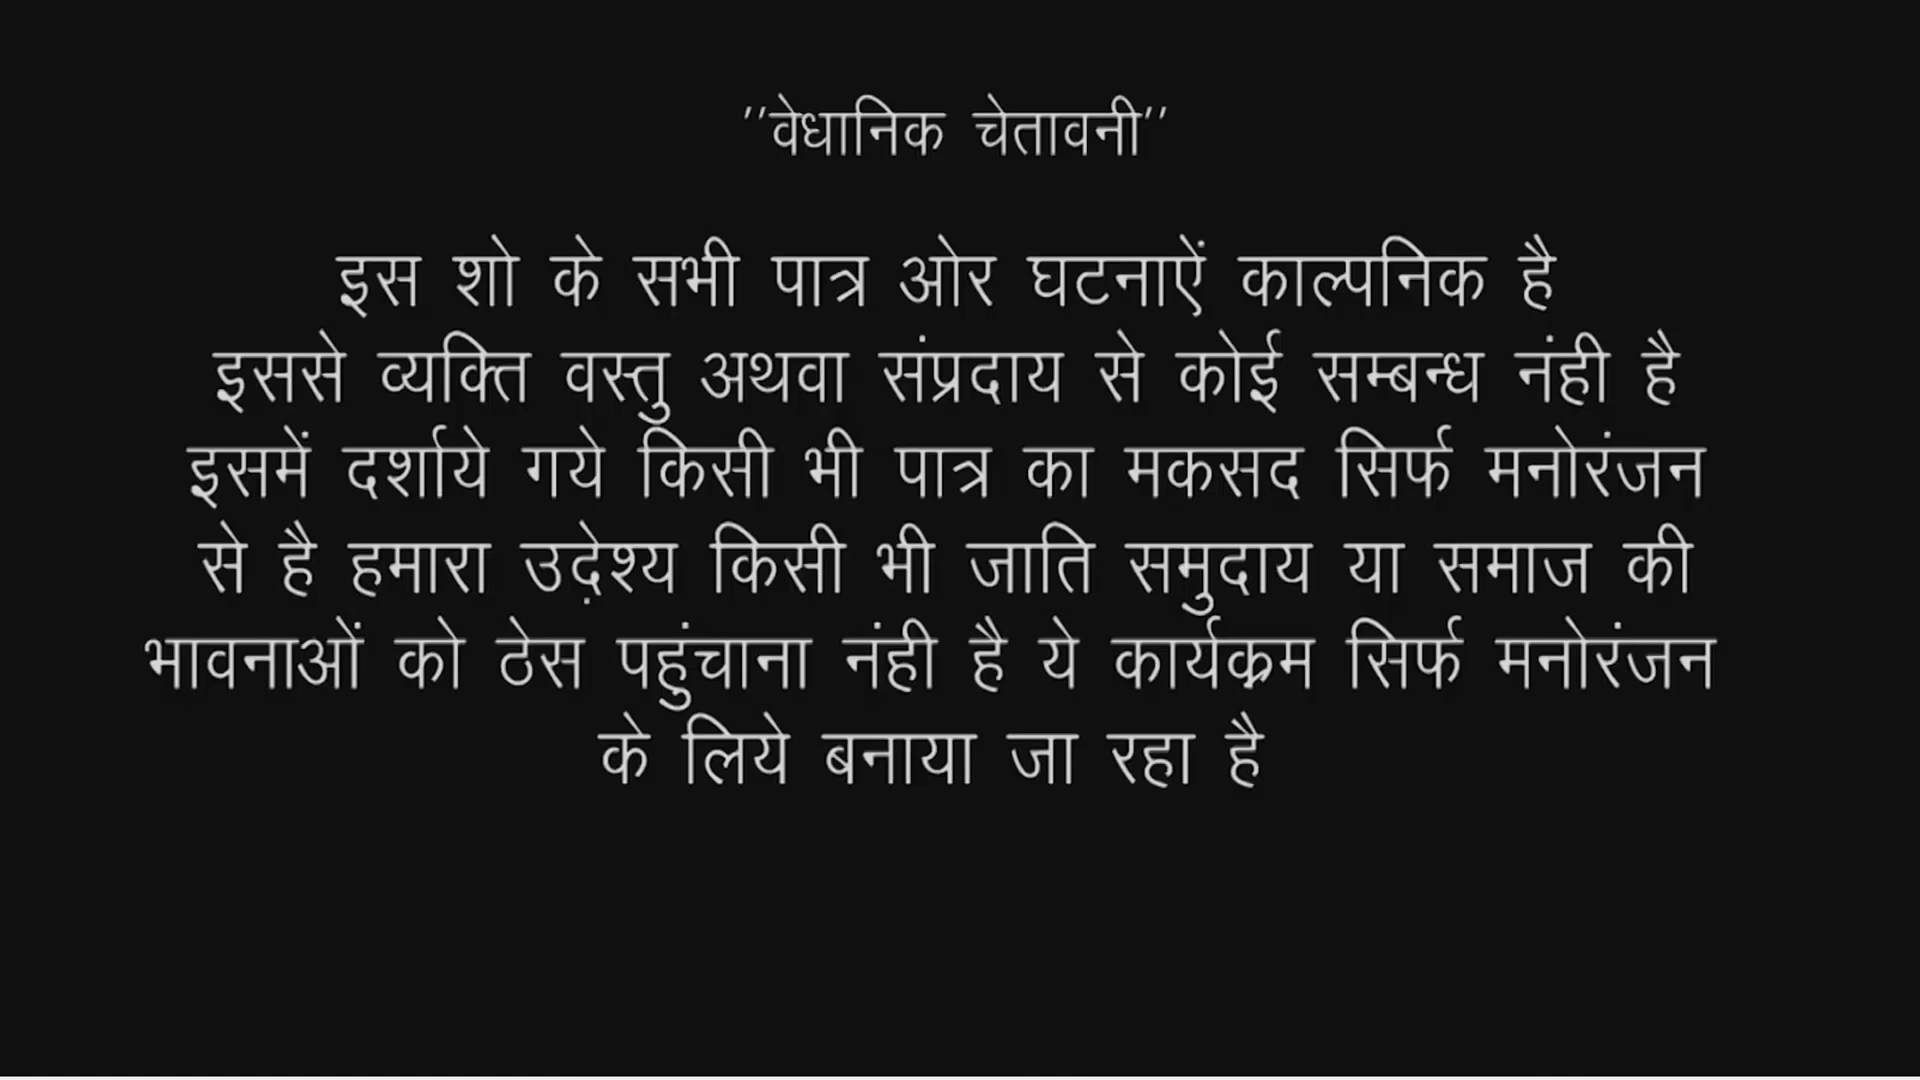 "वेधानिक चेतावनी"
इस शो के सभी पात्र ओर घटनाऐं काल्पनिक है
इससे व्यक्ति वस्तु अथवा संप्रदाय से कोई सम्बन्ध नंही है
इसमें दर्शाये गये किसी भी पात्र का मकसद सिर्फ मनोरंजन
से है हमारा उद़ेश्य किसी भी जाति समुदाय या समाज की
भावनाओं को ठेस पहुंचाना नंही है ये कार्यक्रम सिर्फ मनोरंजन
के लिये बनाया जा रहा है